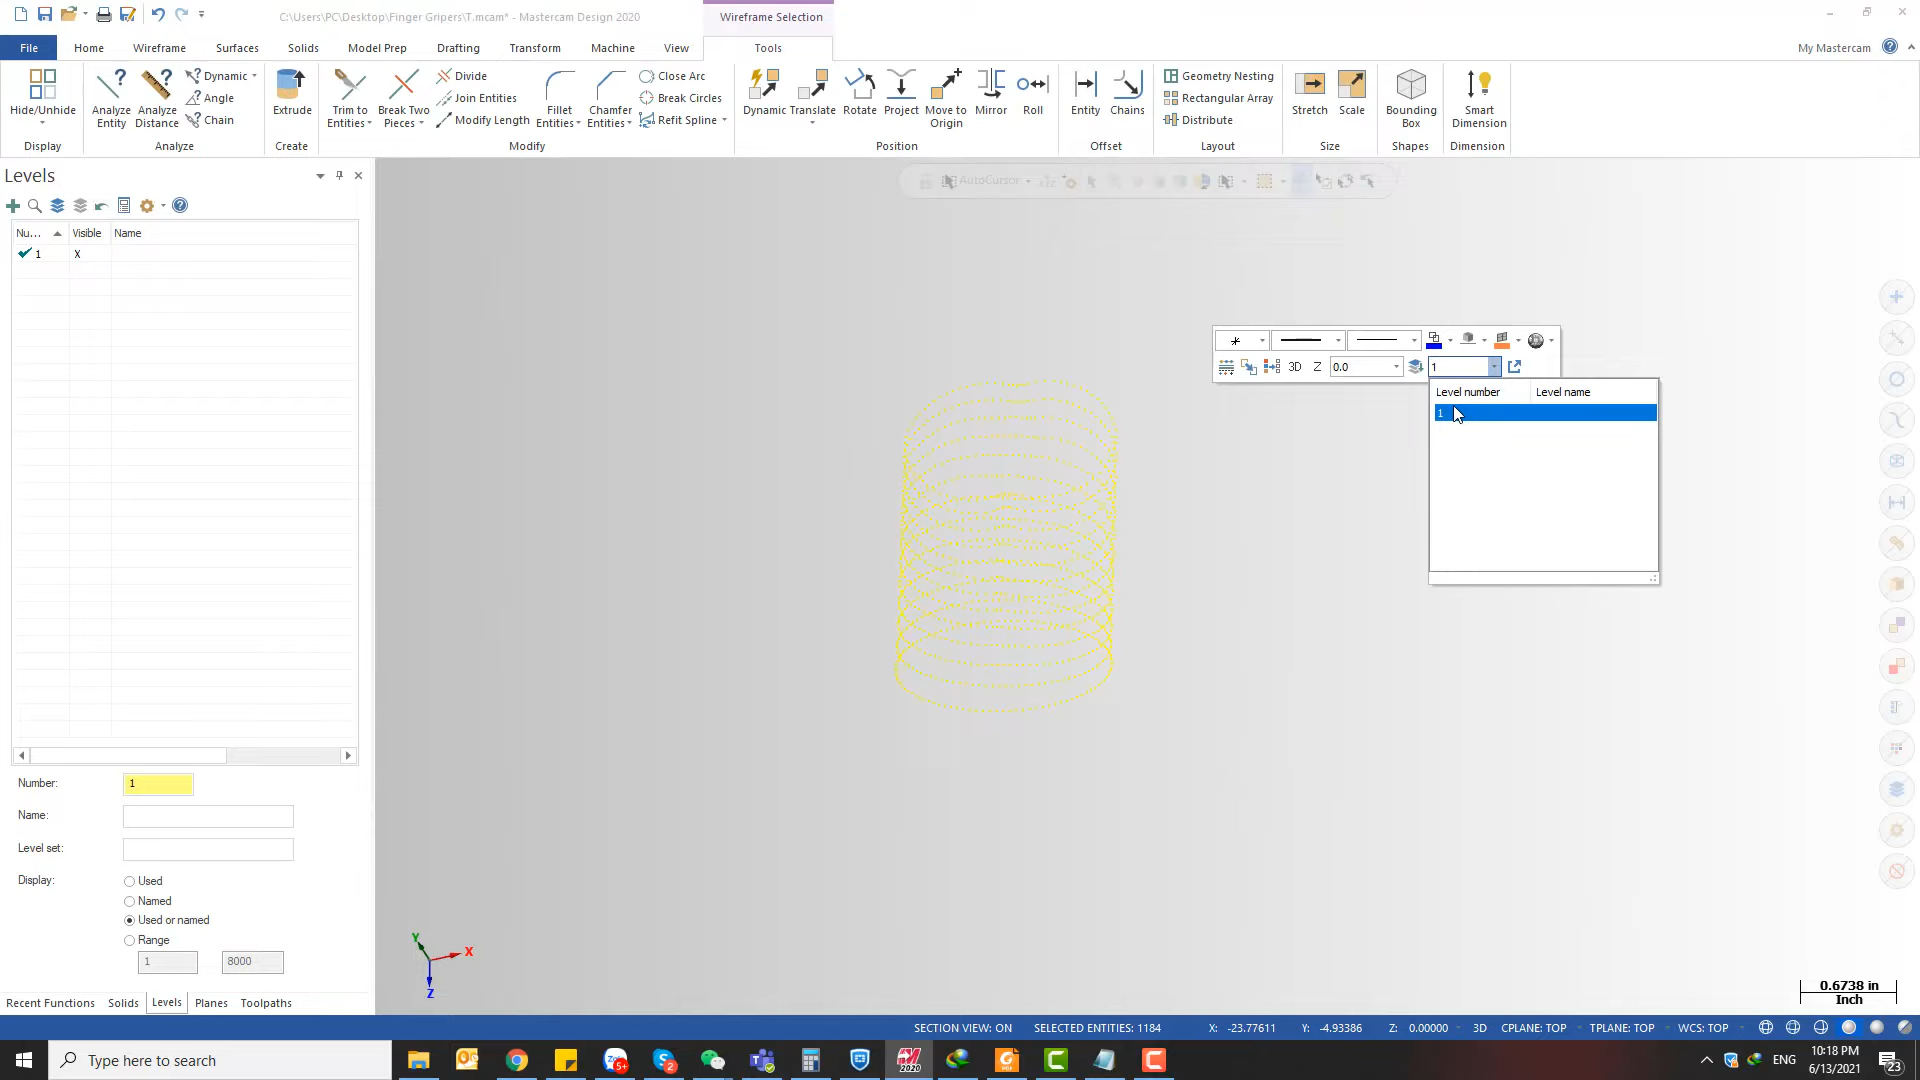 C:\Users\PC\Desktop\Finger Gripers\T.mcam* - Mastercam Design 2020
Wireframe Selection
File Home Wireframe Surfaces Solids Model Prep Drafting Transform Machine View Tools
My Mastercam
Hide/Unhide
Display
Analyze Entity
Analyze Distance
Dynamic
Angle
Chain
Analyze
Extrude
Create
Trim to Entities
Break Two Pieces
Divide
Join Entities
Modify Length
Fillet Entities
Chamfer Entities
Close Arc
Break Circles
Refit Spline
Modify
Dynamic
Translate
Rotate
Project
Move to Origin
Mirror
Roll
Position
Entity
Chains
Offset
Geometry Nesting
Rectangular Array
Distribute
Layout
Stretch
Scale
Size
Bounding Box
Shapes
Smart Dimension
Dimension
Levels
Nu... Visible Name
1 X
AutoCursor
3D Z 0.0 1
Level number Level name
1
Number: 1
Name:
Level set:
Display:
Used
Named
Used or named
Range
1 8000
Y
X
Z
0.6738 in
Inch
Recent Functions Solids Levels Planes Toolpaths
SECTION VIEW: ON SELECTED ENTITIES: 1184 X: -23.77611 Y: -4.93386 Z: 0.00000 3D CPLANE: TOP TPLANE: TOP WCS: TOP
Type here to search
5+
2
2020
ENG
10:18 PM
6/13/2021
23